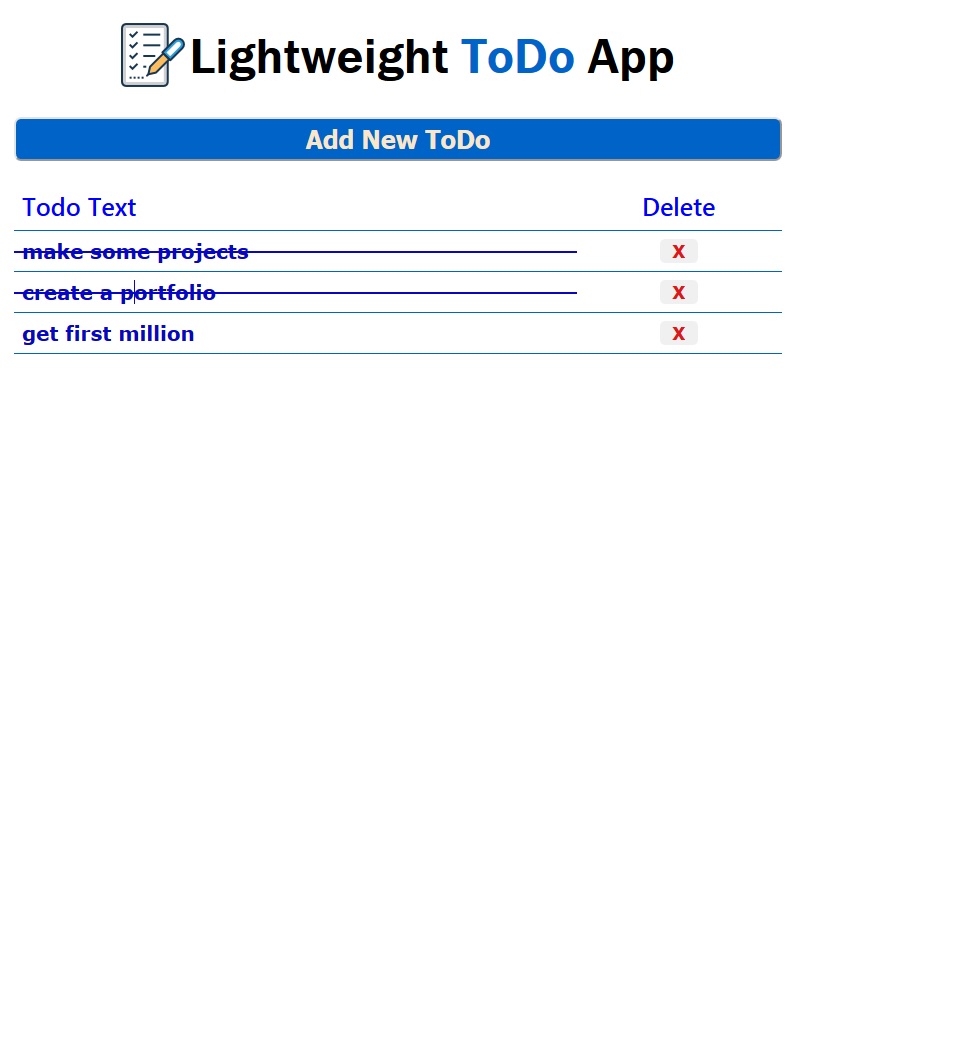 Lightweight ToDo App
Add New ToDo
Todo Text Delete
make some projects X
create a portfolio X
get first million X